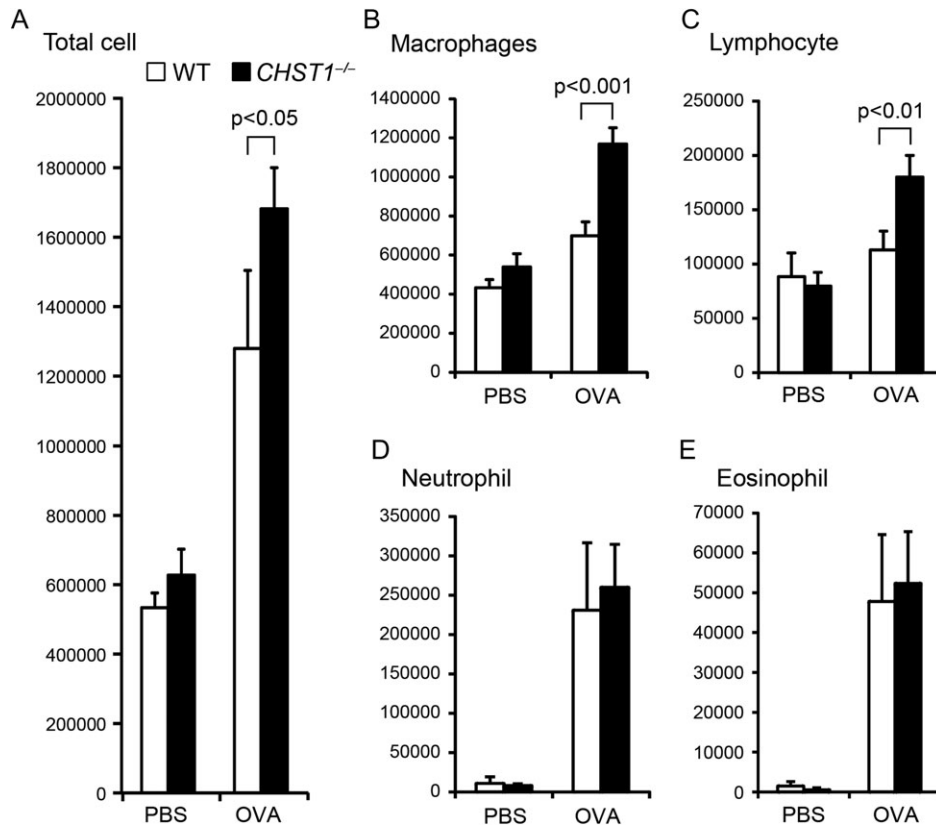 A
Total cell
WT CHST1⁻/⁻
2000000
1800000
1600000
1400000
1200000
1000000
800000
600000
400000
200000
0
p<0.05
PBS OVA
B
Macrophages
1400000
1200000
1000000
800000
600000
400000
200000
0
p<0.001
PBS OVA
C
Lymphocyte
250000
200000
150000
100000
50000
0
p<0.01
PBS OVA
D
Neutrophil
350000
300000
250000
200000
150000
100000
50000
0
PBS OVA
E
Eosinophil
70000
60000
50000
40000
30000
20000
10000
0
PBS OVA